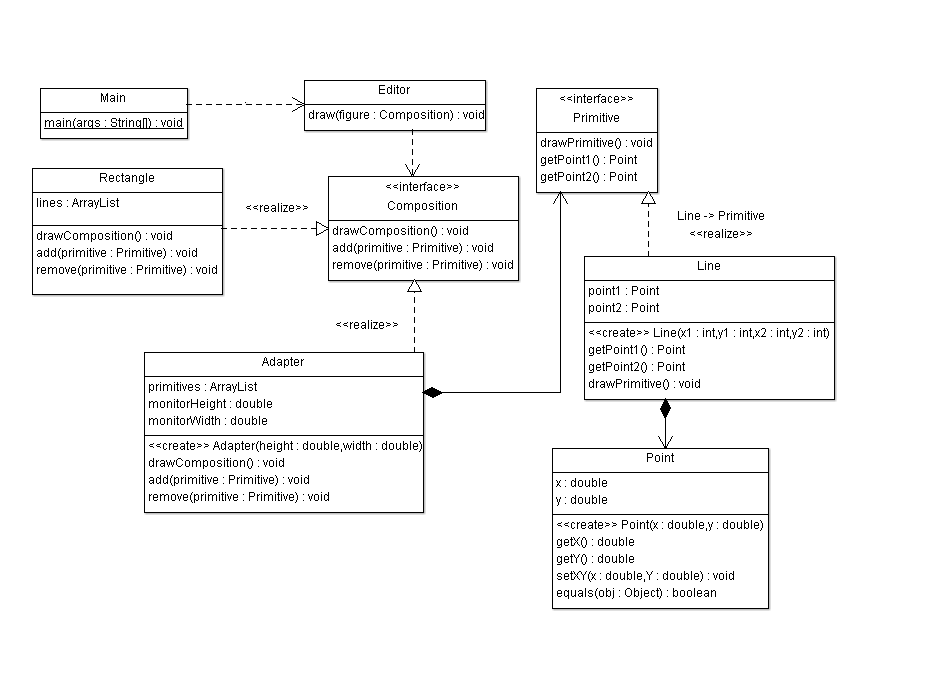 Main
main(args : String[]) : void
Editor
draw(figure : Composition) : void
<<interface>>
Primitive
drawPrimitive() : void
getPoint1() : Point
getPoint2() : Point
Rectangle
lines : ArrayList
drawComposition() : void
add(primitive : Primitive) : void
remove(primitive : Primitive) : void
<<realize>>
<<interface>>
Composition
drawComposition() : void
add(primitive : Primitive) : void
remove(primitive : Primitive) : void
Line -> Primitive
<<realize>>
Line
point1 : Point
point2 : Point
<<create>> Line(x1 : int,y1 : int,x2 : int,y2 : int)
getPoint1() : Point
getPoint2() : Point
drawPrimitive() : void
<<realize>>
Adapter
primitives : ArrayList
monitorHeight : double
monitorWidth : double
<<create>> Adapter(height : double,width : double)
drawComposition() : void
add(primitive : Primitive) : void
remove(primitive : Primitive) : void
Point
x : double
y : double
<<create>> Point(x : double,y : double)
getX() : double
getY() : double
setXY(x : double,Y : double) : void
equals(obj : Object) : boolean